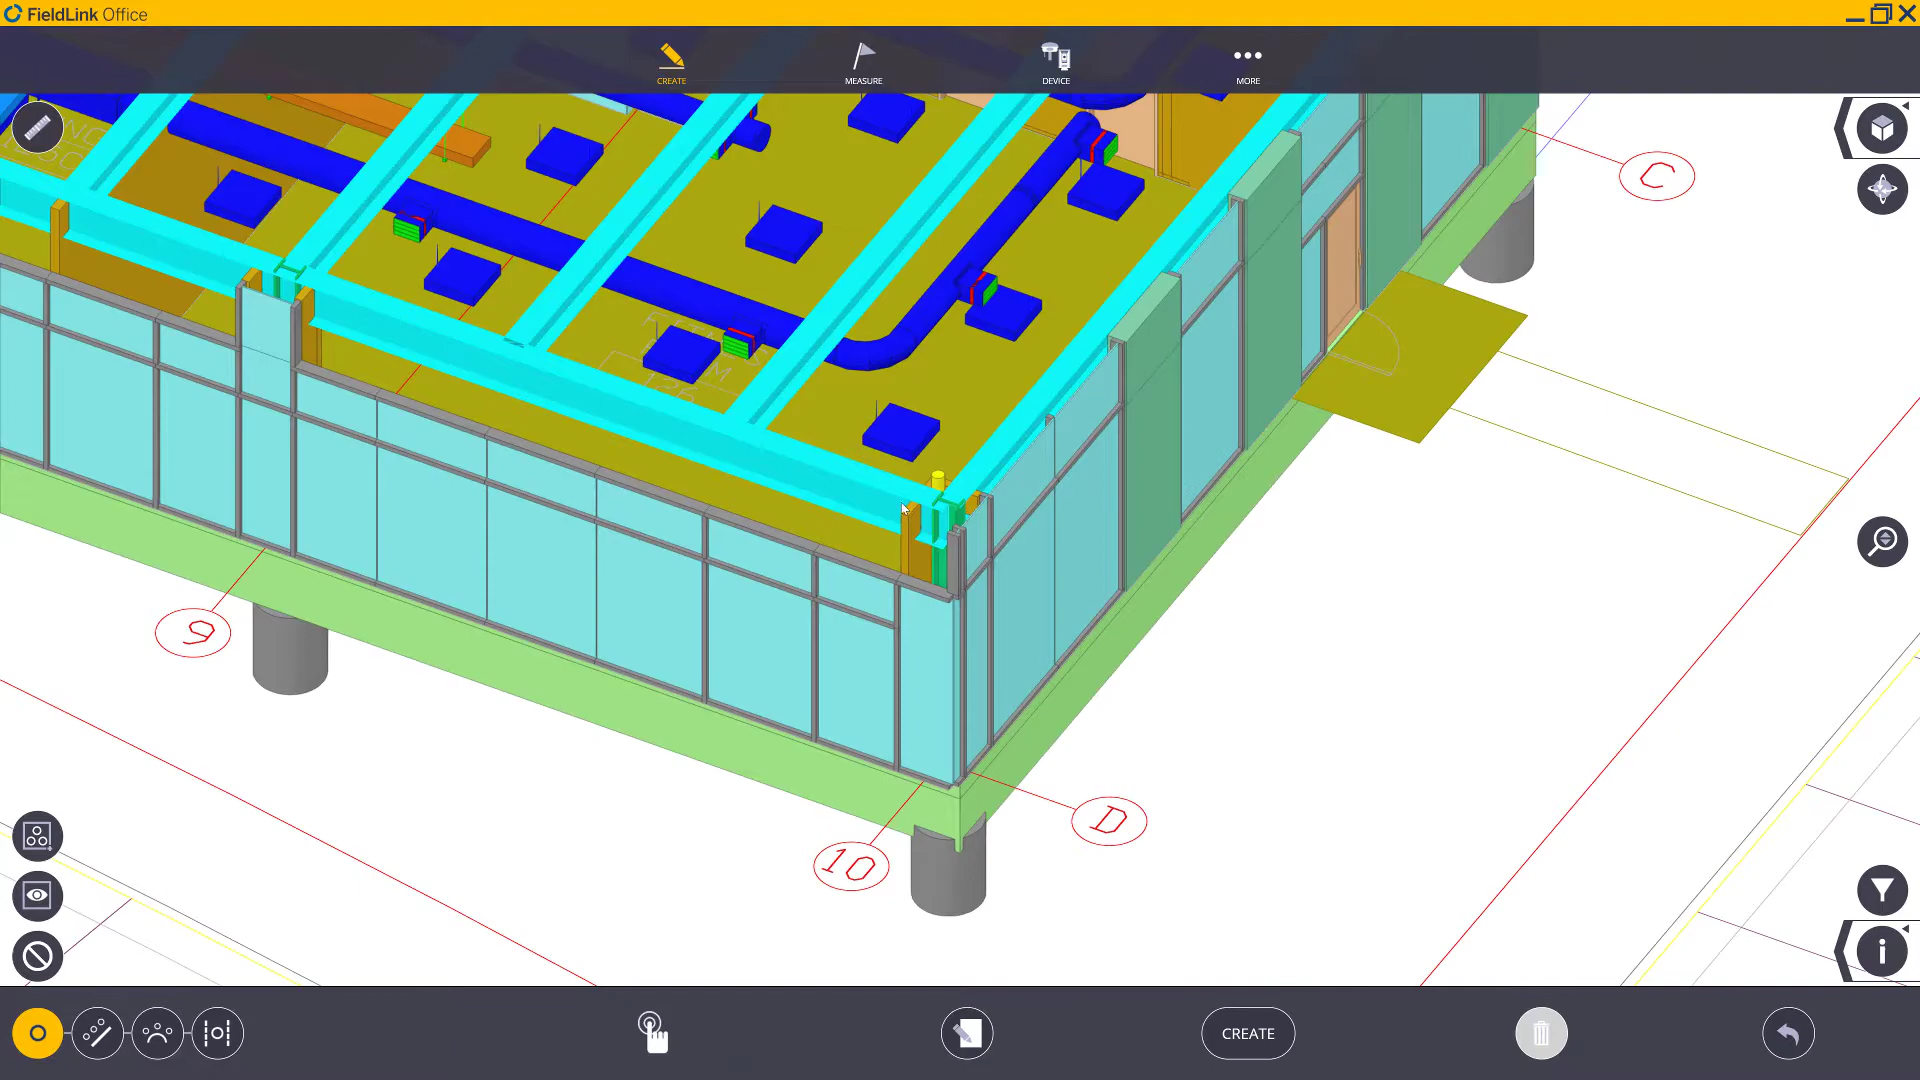 FieldLink Office
CREATE
MEASURE
DEVICE
MORE
C
9
D
10
CREATE